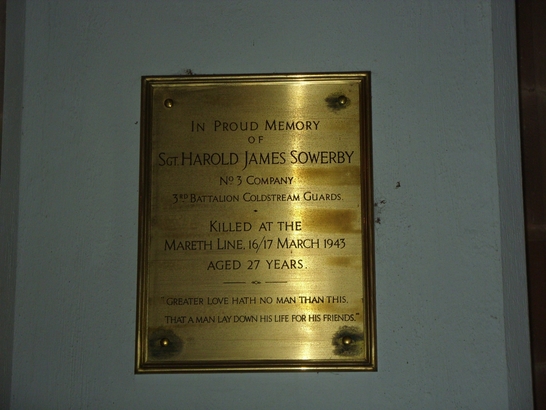 In Proud Memory
of
Sgt. Harold James Sowerby
No 3 Company
3rd Battalion Coldstream Guards.
Killed at the
Mareth Line, 16/17 March 1943
aged 27 years.
"Greater love hath no man than this,
that a man lay down his life for his friends."